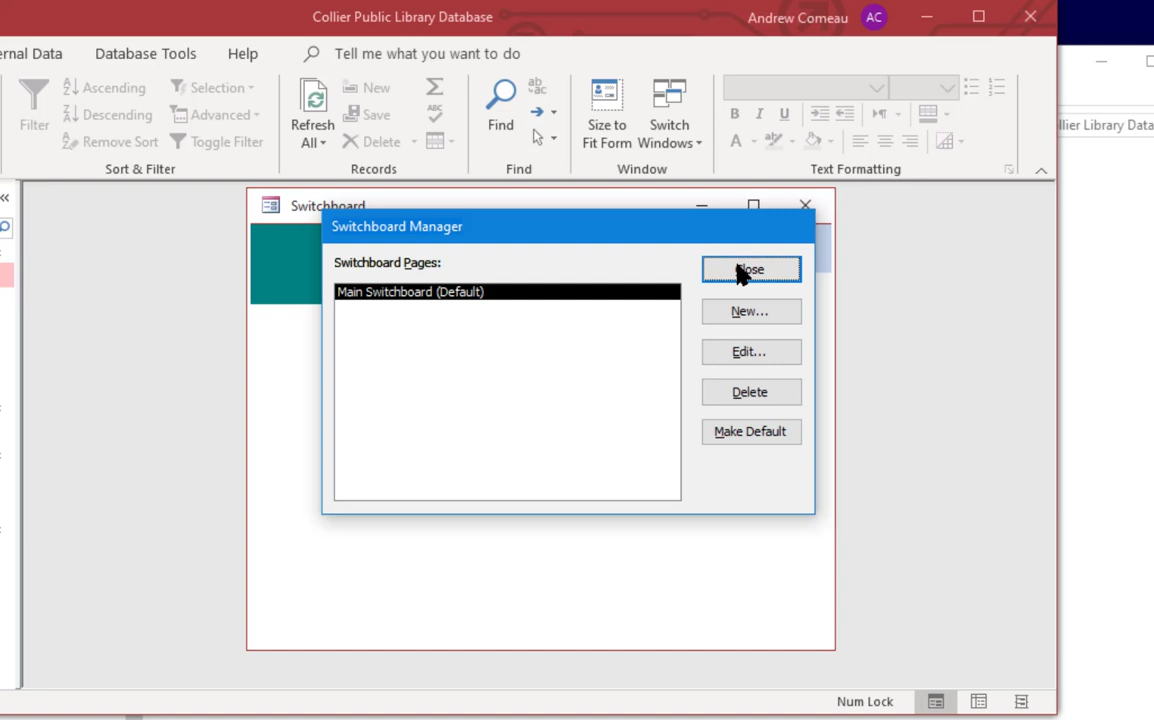 Collier Public Library Database
Andrew Comeau AC
ernal Data Database Tools Help Tell me what you want to do
Filter
Ascending
Descending
Remove Sort
Selection
Advanced
Toggle Filter
Sort & Filter
Refresh
All
New
Save
Delete
Records
Find
ab
ac
Find
Size to
Fit Form
Switch
Windows
Window
B I U
A
Text Formatting
llier Library Data
Switchboard
Switchboard Manager
Switchboard Pages:
Main Switchboard (Default)
Close
New...
Edit...
Delete
Make Default
Num Lock